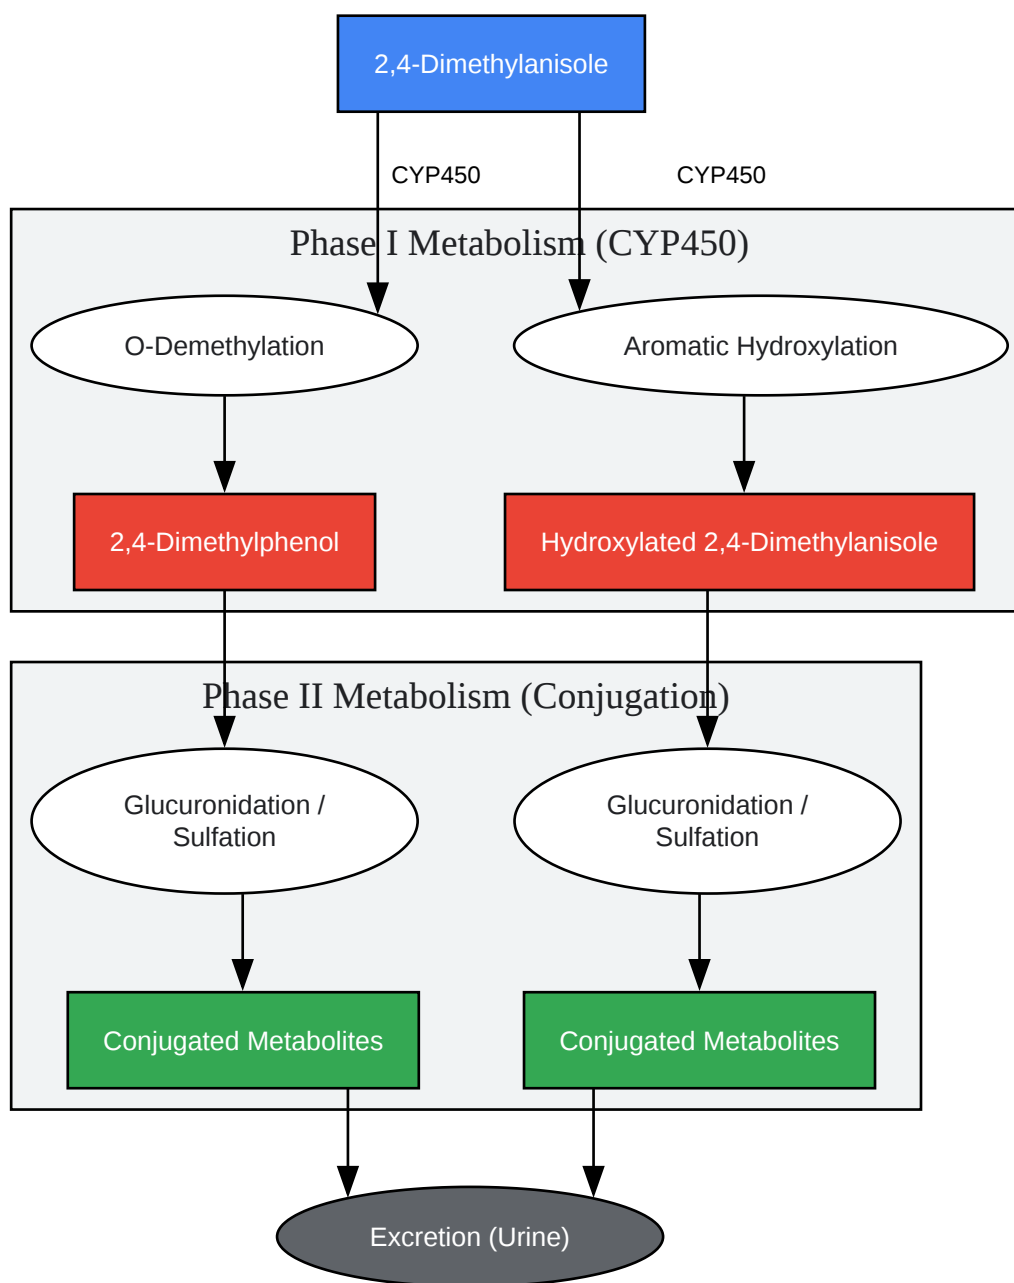 2,4-Dimethylanisole
CYP450
CYP450
Phase I Metabolism (CYP450)
O-Demethylation
Aromatic Hydroxylation
2,4-Dimethylphenol
Hydroxylated 2,4-Dimethylanisole
Phase II Metabolism (Conjugation)
Glucuronidation /
Sulfation
Glucuronidation /
Sulfation
Conjugated Metabolites
Conjugated Metabolites
Excretion (Urine)